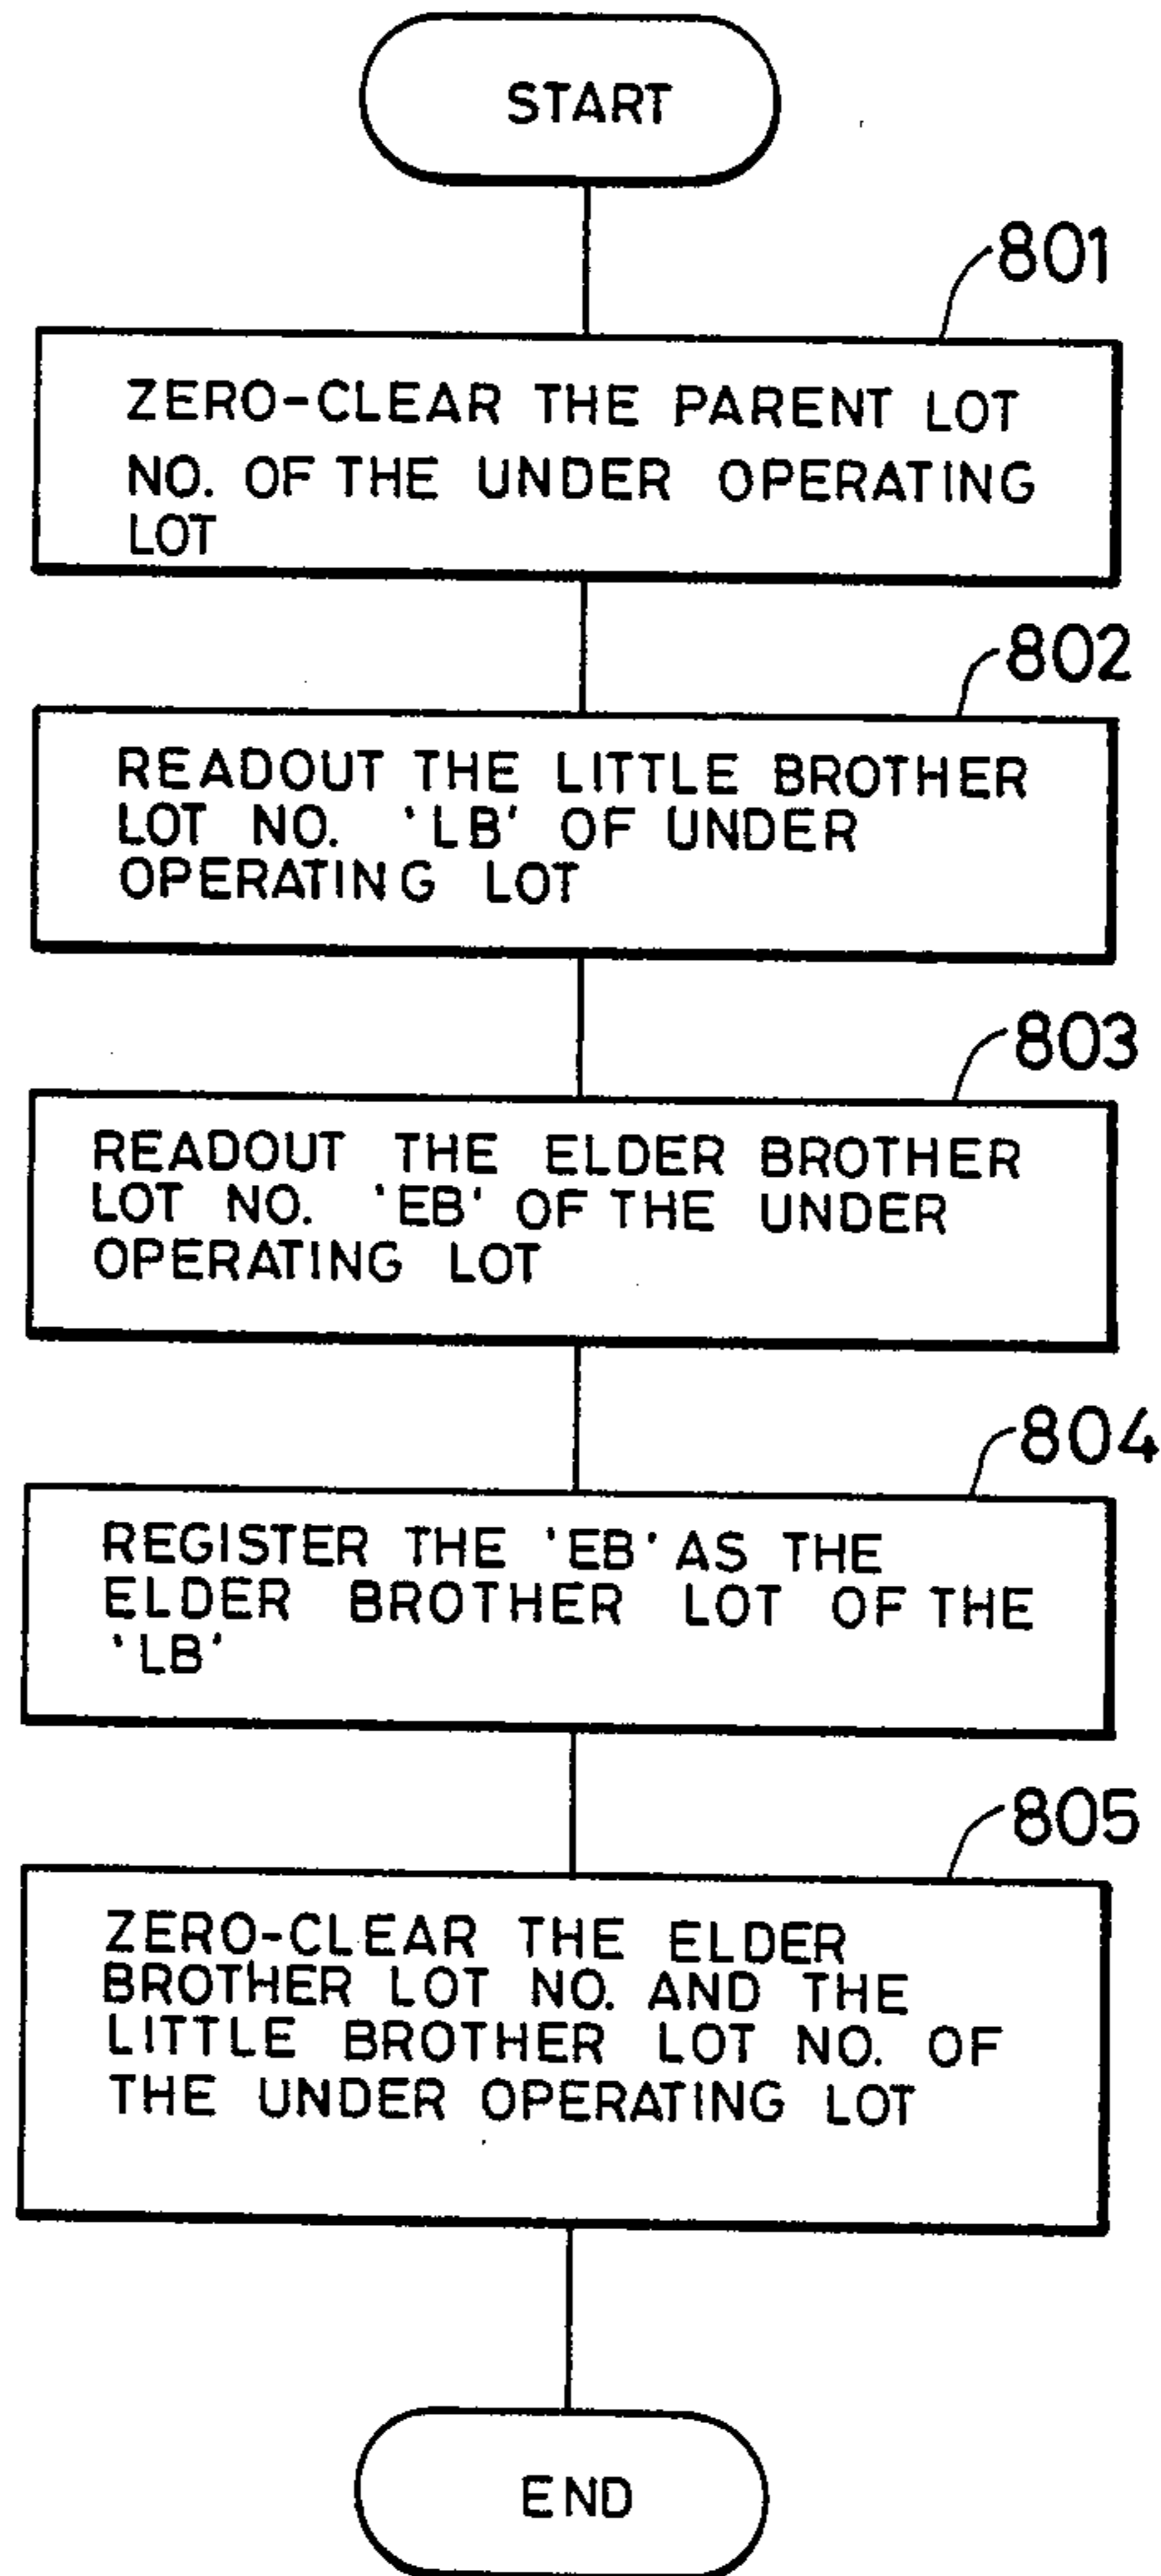 START
801
ZERO-CLEAR THE PARENT LOT
NO. OF THE UNDER OPERATING
LOT
802
READOUT THE LITTLE BROTHER
LOT NO. 'LB' OF UNDER
OPERATING LOT
803
READOUT THE ELDER BROTHER
LOT NO. 'EB' OF THE UNDER
OPERATING LOT
804
REGISTER THE 'EB' AS THE
ELDER BROTHER LOT OF THE
'LB'
805
ZERO-CLEAR THE ELDER
BROTHER LOT NO. AND THE
LITTLE BROTHER LOT NO. OF
THE UNDER OPERATING LOT
END